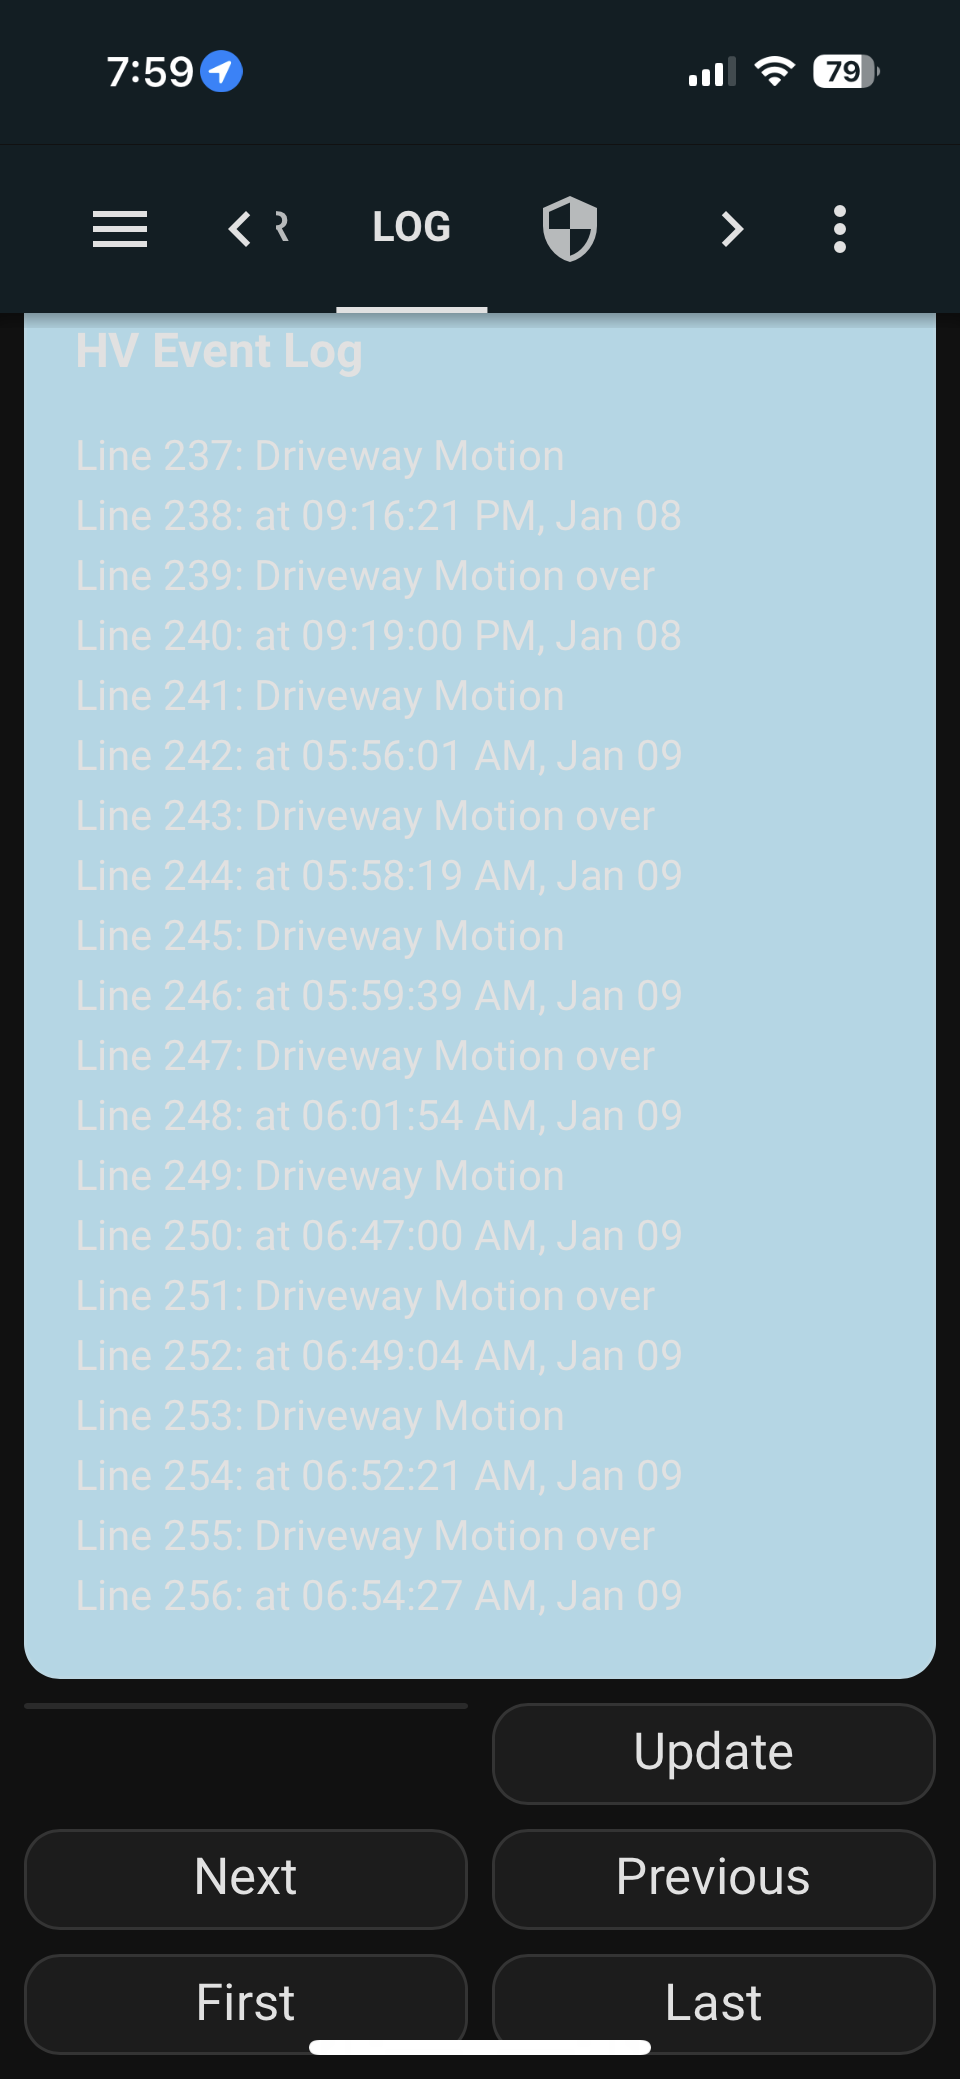 7:59
79
R LOG
HV Event Log
Line 237: Driveway Motion
Line 238: at 09:16:21 PM, Jan 08
Line 239: Driveway Motion over
Line 240: at 09:19:00 PM, Jan 08
Line 241: Driveway Motion
Line 242: at 05:56:01 AM, Jan 09
Line 243: Driveway Motion over
Line 244: at 05:58:19 AM, Jan 09
Line 245: Driveway Motion
Line 246: at 05:59:39 AM, Jan 09
Line 247: Driveway Motion over
Line 248: at 06:01:54 AM, Jan 09
Line 249: Driveway Motion
Line 250: at 06:47:00 AM, Jan 09
Line 251: Driveway Motion over
Line 252: at 06:49:04 AM, Jan 09
Line 253: Driveway Motion
Line 254: at 06:52:21 AM, Jan 09
Line 255: Driveway Motion over
Line 256: at 06:54:27 AM, Jan 09
Update
Next
Previous
First
Last